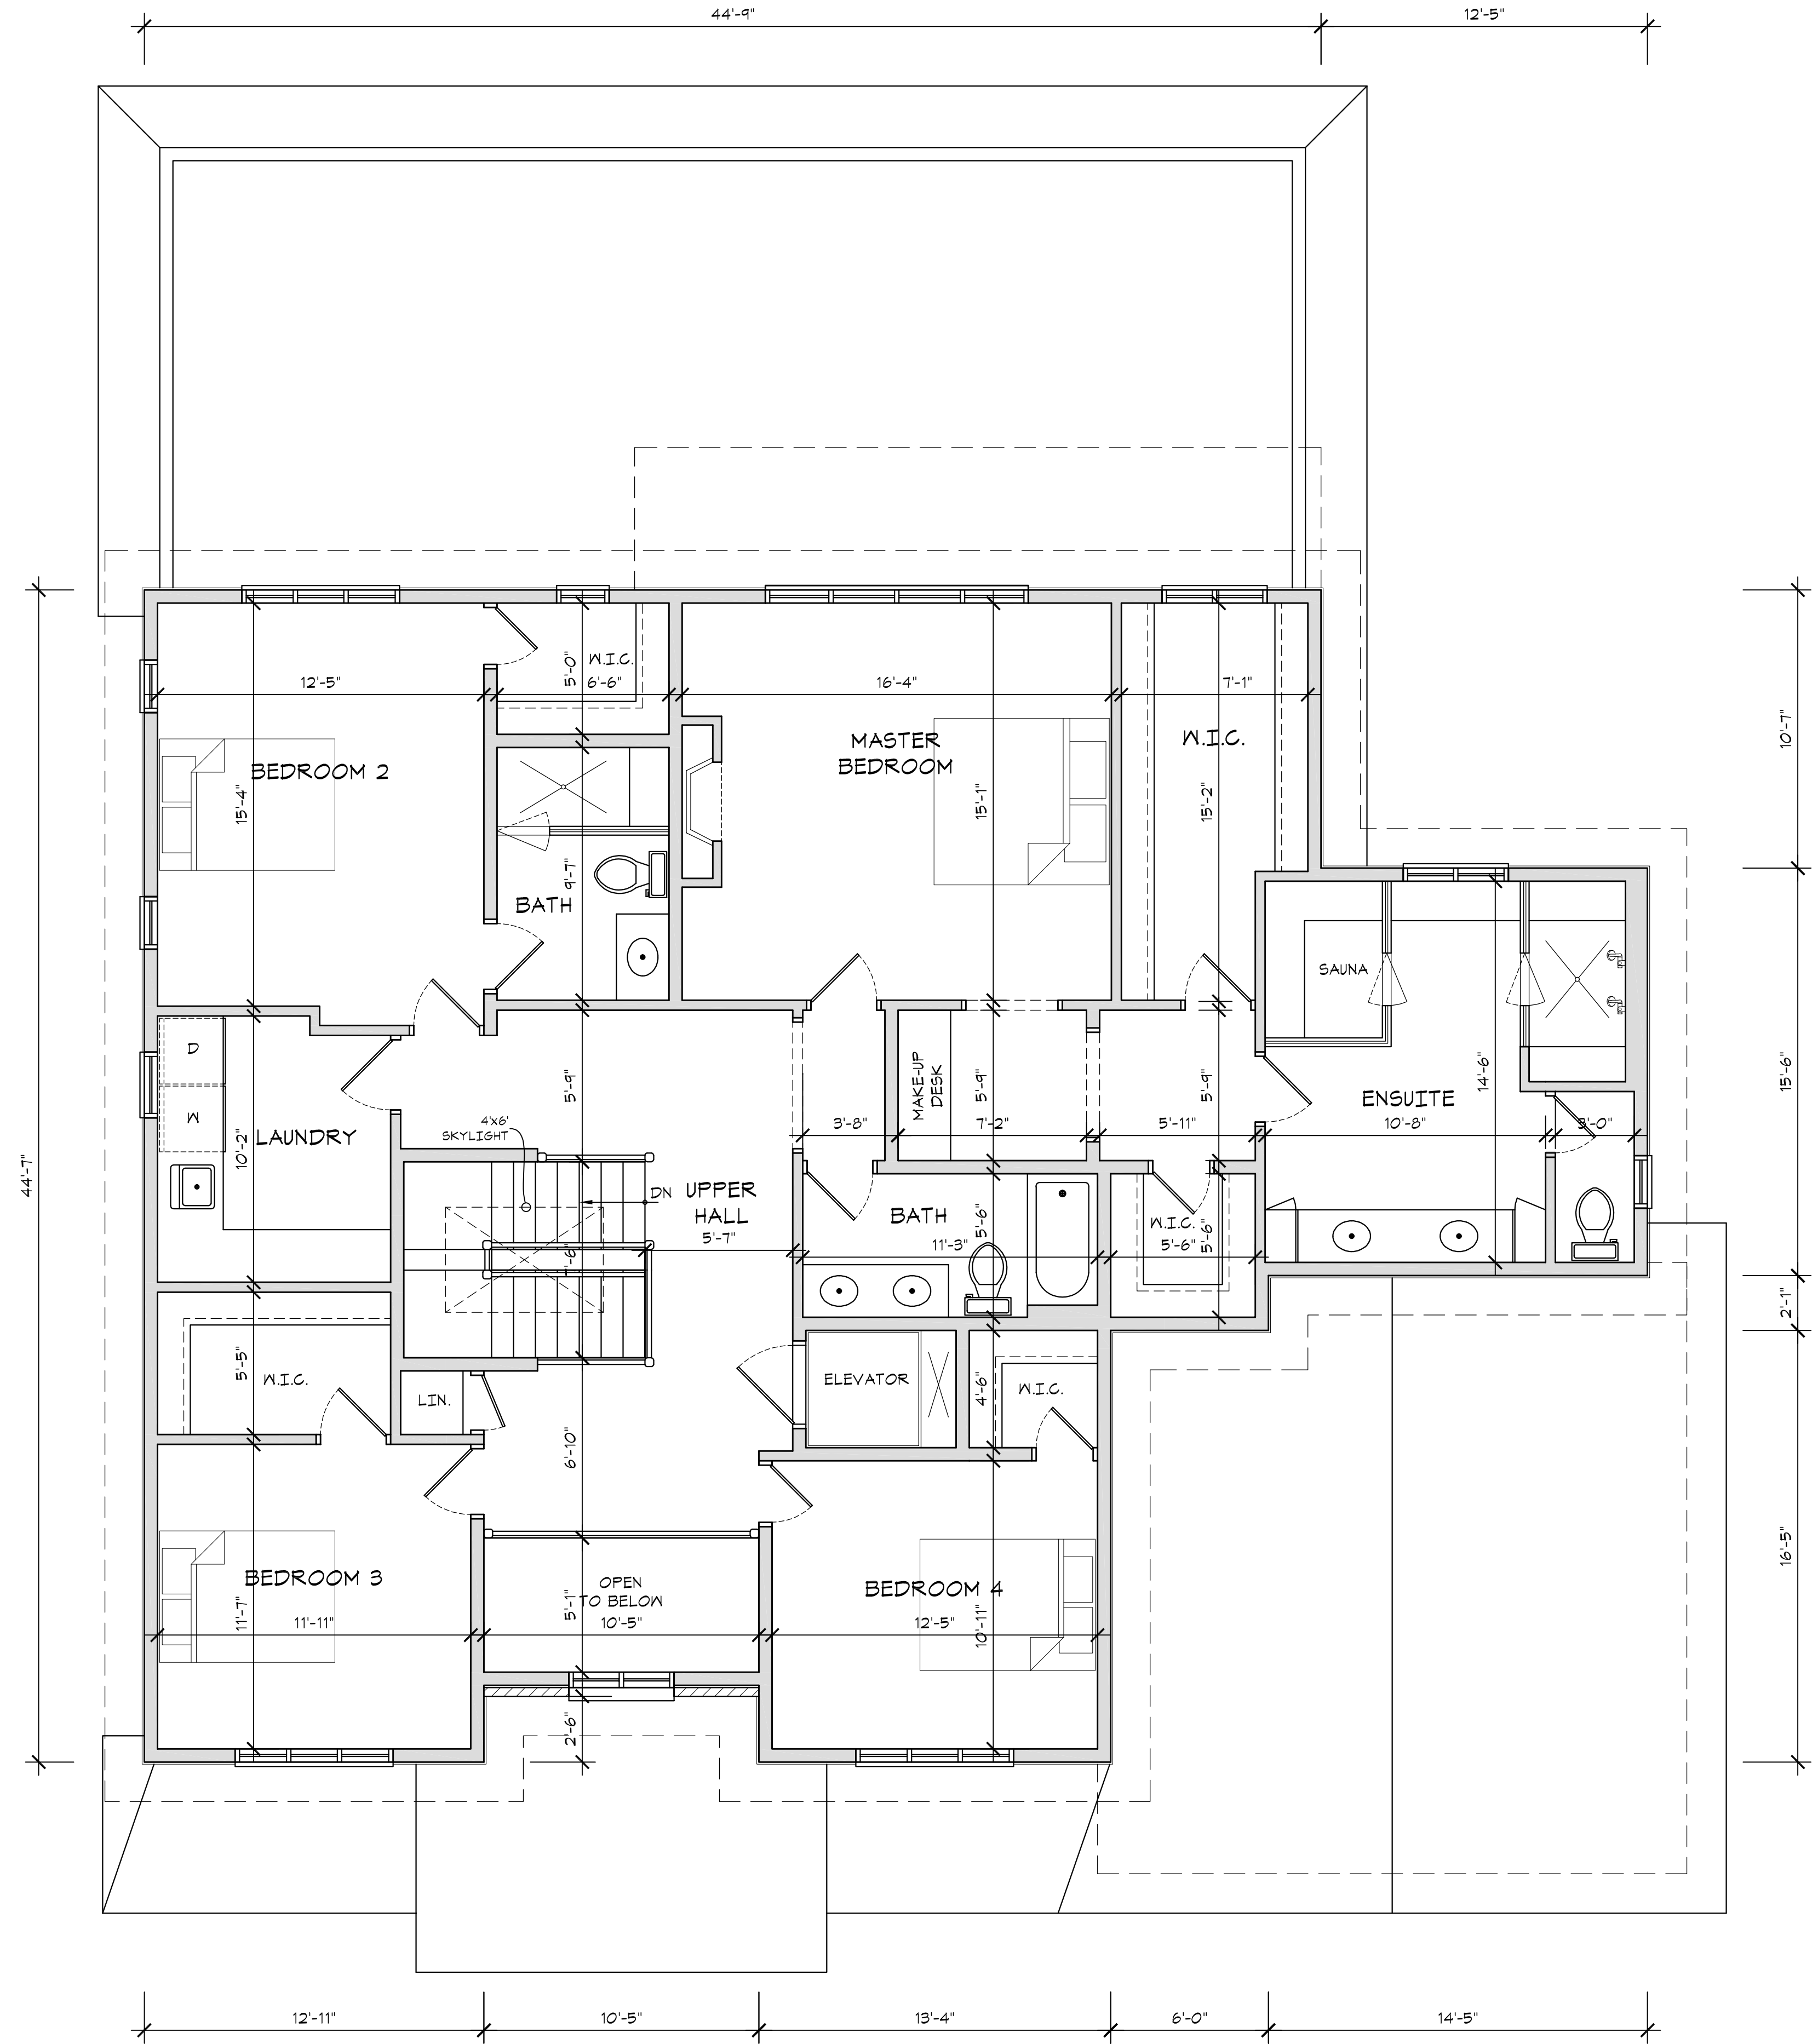 44'-9"
12'-5"
5'-0"
W.I.C.
12'-5"
6'-6"
16'-4"
7'-1"
10'-7"
MASTER
BEDROOM
W.I.C.
BEDROOM 2
15'-4"
15'-1"
15'-2"
9'-7"
BATH
SAUNA
D
W
5'-9"
MAKE-UP
DESK
5'-9"
5'-9"
14'-6"
15'-6"
ENSUITE
4'x6'
SKYLIGHT
3'-8"
7'-2"
5'-11"
10'-8"
3'-0"
LAUNDRY
10'-2"
44'-7"
DN
UPPER
HALL
5'-7"
BATH
5'-6"
11'-3"
W.I.C.
5'-6"
5'-6"
2'-1"
5'-5"
W.I.C.
LIN.
ELEVATOR
4'-6"
W.I.C.
6'-10"
16'-5"
BEDROOM 3
11'-7"
11'-11"
OPEN
TO BELOW
5'-1"
10'-5"
BEDROOM 4
12'-5"
10'-11"
2'-6"
12'-11"
10'-5"
13'-4"
6'-0"
14'-5"